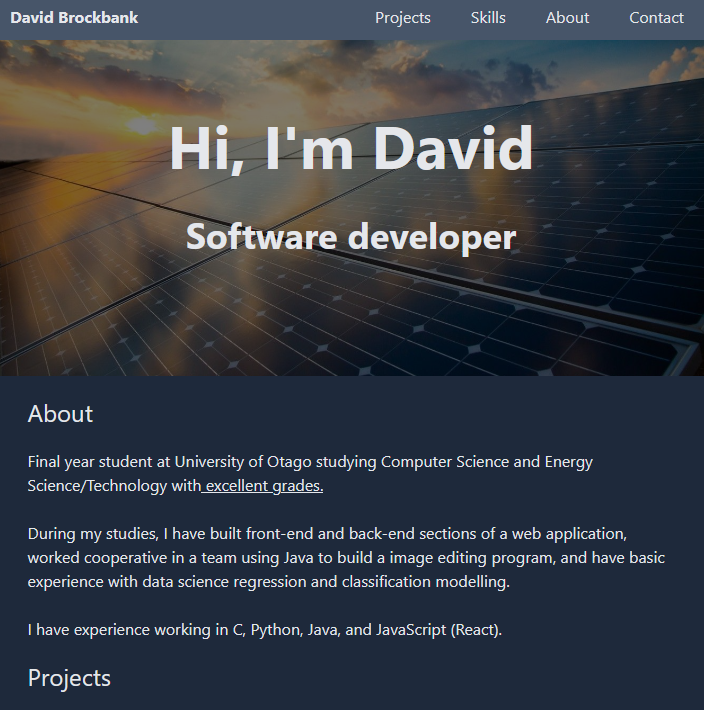 David Brockbank Projects Skills About Contact
Hi, I'm David
Software developer
About
Final year student at University of Otago studying Computer Science and Energy
Science/Technology with excellent grades.
During my studies, I have built front-end and back-end sections of a web application,
worked cooperative in a team using Java to build a image editing program, and have basic
experience with data science regression and classification modelling.
I have experience working in C, Python, Java, and JavaScript (React).
Projects